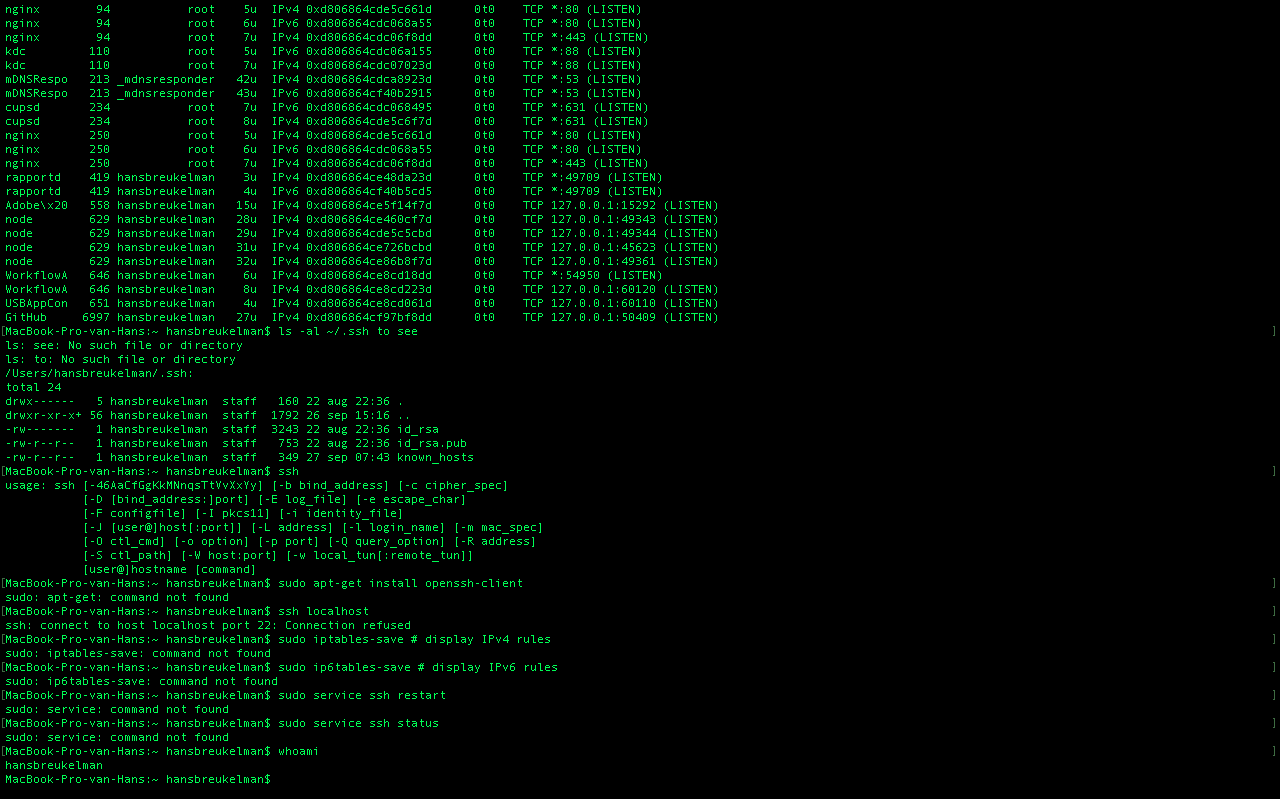 nginx 94 root 5u IPv4 0xd806864cde5c661d 0t0 TCP *:80 (LISTEN)
nginx 94 root 6u IPv6 0xd806864cdc068a55 0t0 TCP *:80 (LISTEN)
nginx 94 root 7u IPv4 0xd806864cdc06f8dd 0t0 TCP *:443 (LISTEN)
kdc 110 root 5u IPv6 0xd806864cdc06a155 0t0 TCP *:88 (LISTEN)
kdc 110 root 7u IPv4 0xd806864cdc07023d 0t0 TCP *:88 (LISTEN)
mDNSRespo 213 _mdnsresponder 42u IPv4 0xd806864cdca8923d 0t0 TCP *:53 (LISTEN)
mDNSRespo 213 _mdnsresponder 43u IPv6 0xd806864cf40b2915 0t0 TCP *:53 (LISTEN)
cupsd 234 root 7u IPv6 0xd806864cdc068495 0t0 TCP *:631 (LISTEN)
cupsd 234 root 8u IPv4 0xd806864cde5c6f7d 0t0 TCP *:631 (LISTEN)
nginx 250 root 5u IPv4 0xd806864cde5c661d 0t0 TCP *:80 (LISTEN)
nginx 250 root 6u IPv6 0xd806864cdc068a55 0t0 TCP *:80 (LISTEN)
nginx 250 root 7u IPv4 0xd806864cdc06f8dd 0t0 TCP *:443 (LISTEN)
rapportd 419 hansbreukelman 3u IPv4 0xd806864ce48da23d 0t0 TCP *:49709 (LISTEN)
rapportd 419 hansbreukelman 4u IPv6 0xd806864cf40b5cd5 0t0 TCP *:49709 (LISTEN)
Adobe\x20 558 hansbreukelman 15u IPv4 0xd806864ce5f14f7d 0t0 TCP 127.0.0.1:15292 (LISTEN)
node 629 hansbreukelman 28u IPv4 0xd806864ce460cf7d 0t0 TCP 127.0.0.1:49343 (LISTEN)
node 629 hansbreukelman 29u IPv4 0xd806864cde5c5cbd 0t0 TCP 127.0.0.1:49344 (LISTEN)
node 629 hansbreukelman 31u IPv4 0xd806864ce726bcbd 0t0 TCP 127.0.0.1:45623 (LISTEN)
node 629 hansbreukelman 32u IPv4 0xd806864ce86b8f7d 0t0 TCP 127.0.0.1:49361 (LISTEN)
WorkflowA 646 hansbreukelman 6u IPv4 0xd806864ce8cd18dd 0t0 TCP *:54950 (LISTEN)
WorkflowA 646 hansbreukelman 8u IPv4 0xd806864ce8cd223d 0t0 TCP 127.0.0.1:60120 (LISTEN)
USBAppCon 651 hansbreukelman 4u IPv4 0xd806864ce8cd061d 0t0 TCP 127.0.0.1:60110 (LISTEN)
GitHub 6997 hansbreukelman 27u IPv4 0xd806864cf97bf8dd 0t0 TCP 127.0.0.1:50409 (LISTEN)
[MacBook-Pro-van-Hans:~ hansbreukelman$ ls -al ~/.ssh to see ]
ls: see: No such file or directory
ls: to: No such file or directory
/Users/hansbreukelman/.ssh:
total 24
drwx------ 5 hansbreukelman staff 160 22 aug 22:36 .
drwxr-xr-x+ 56 hansbreukelman staff 1792 26 sep 15:16 ..
-rw------- 1 hansbreukelman staff 3243 22 aug 22:36 id_rsa
-rw-r--r-- 1 hansbreukelman staff 753 22 aug 22:36 id_rsa.pub
-rw-r--r-- 1 hansbreukelman staff 349 27 sep 07:43 known_hosts
[MacBook-Pro-van-Hans:~ hansbreukelman$ ssh ]
usage: ssh [-46AaCfGgKkMNnqsTtVvXxYy] [-b bind_address] [-c cipher_spec]
[-D [bind_address:]port] [-E log_file] [-e escape_char]
[-F configfile] [-I pkcs11] [-i identity_file]
[-J [user@]host[:port]] [-L address] [-l login_name] [-m mac_spec]
[-O ctl_cmd] [-o option] [-p port] [-Q query_option] [-R address]
[-S ctl_path] [-W host:port] [-w local_tun[:remote_tun]]
[user@]hostname [command]
[MacBook-Pro-van-Hans:~ hansbreukelman$ sudo apt-get install openssh-client ]
sudo: apt-get: command not found
[MacBook-Pro-van-Hans:~ hansbreukelman$ ssh localhost ]
ssh: connect to host localhost port 22: Connection refused
[MacBook-Pro-van-Hans:~ hansbreukelman$ sudo iptables-save # display IPv4 rules ]
sudo: iptables-save: command not found
[MacBook-Pro-van-Hans:~ hansbreukelman$ sudo ip6tables-save # display IPv6 rules ]
sudo: ip6tables-save: command not found
[MacBook-Pro-van-Hans:~ hansbreukelman$ sudo service ssh restart ]
sudo: service: command not found
[MacBook-Pro-van-Hans:~ hansbreukelman$ sudo service ssh status ]
sudo: service: command not found
[MacBook-Pro-van-Hans:~ hansbreukelman$ whoami ]
hansbreukelman
MacBook-Pro-van-Hans:~ hansbreukelman$